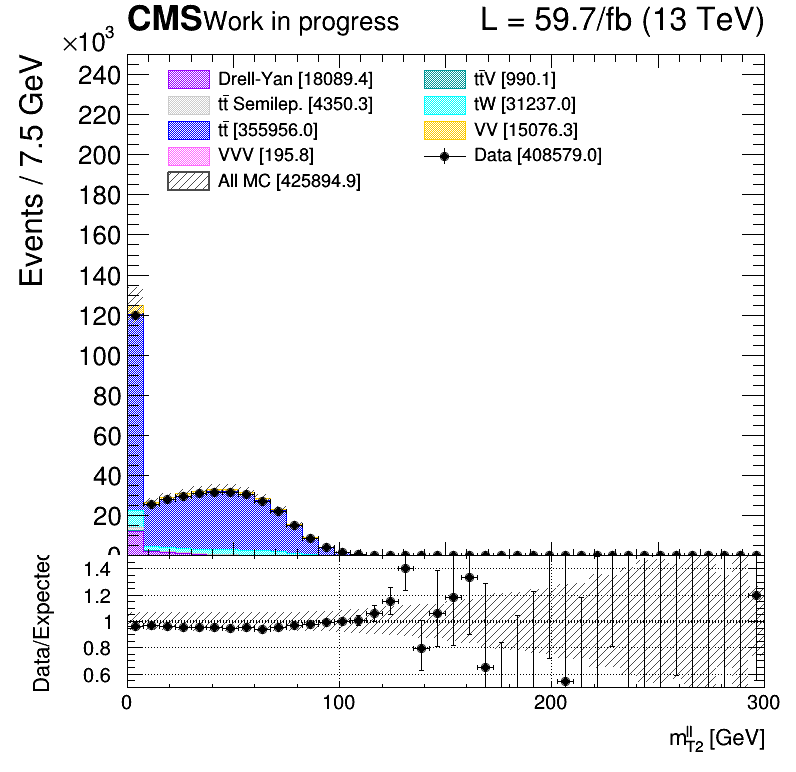 CMS Work in progress L = 59.7/fb (13 TeV)
×10³
Events / 7.5 GeV
240
220
200
180
160
140
120
100
80
60
40
20
0
Drell-Yan [18089.4]
tt̄ Semilep. [4350.3]
tt̄ [355956.0]
VVV [195.8]
All MC [425894.9]
tt̄V [990.1]
tW [31237.0]
VV [15076.3]
Data [408579.0]
Data/Expected
1.4
1.2
1
0.8
0.6
0 100 200 300
m_T2^ll [GeV]